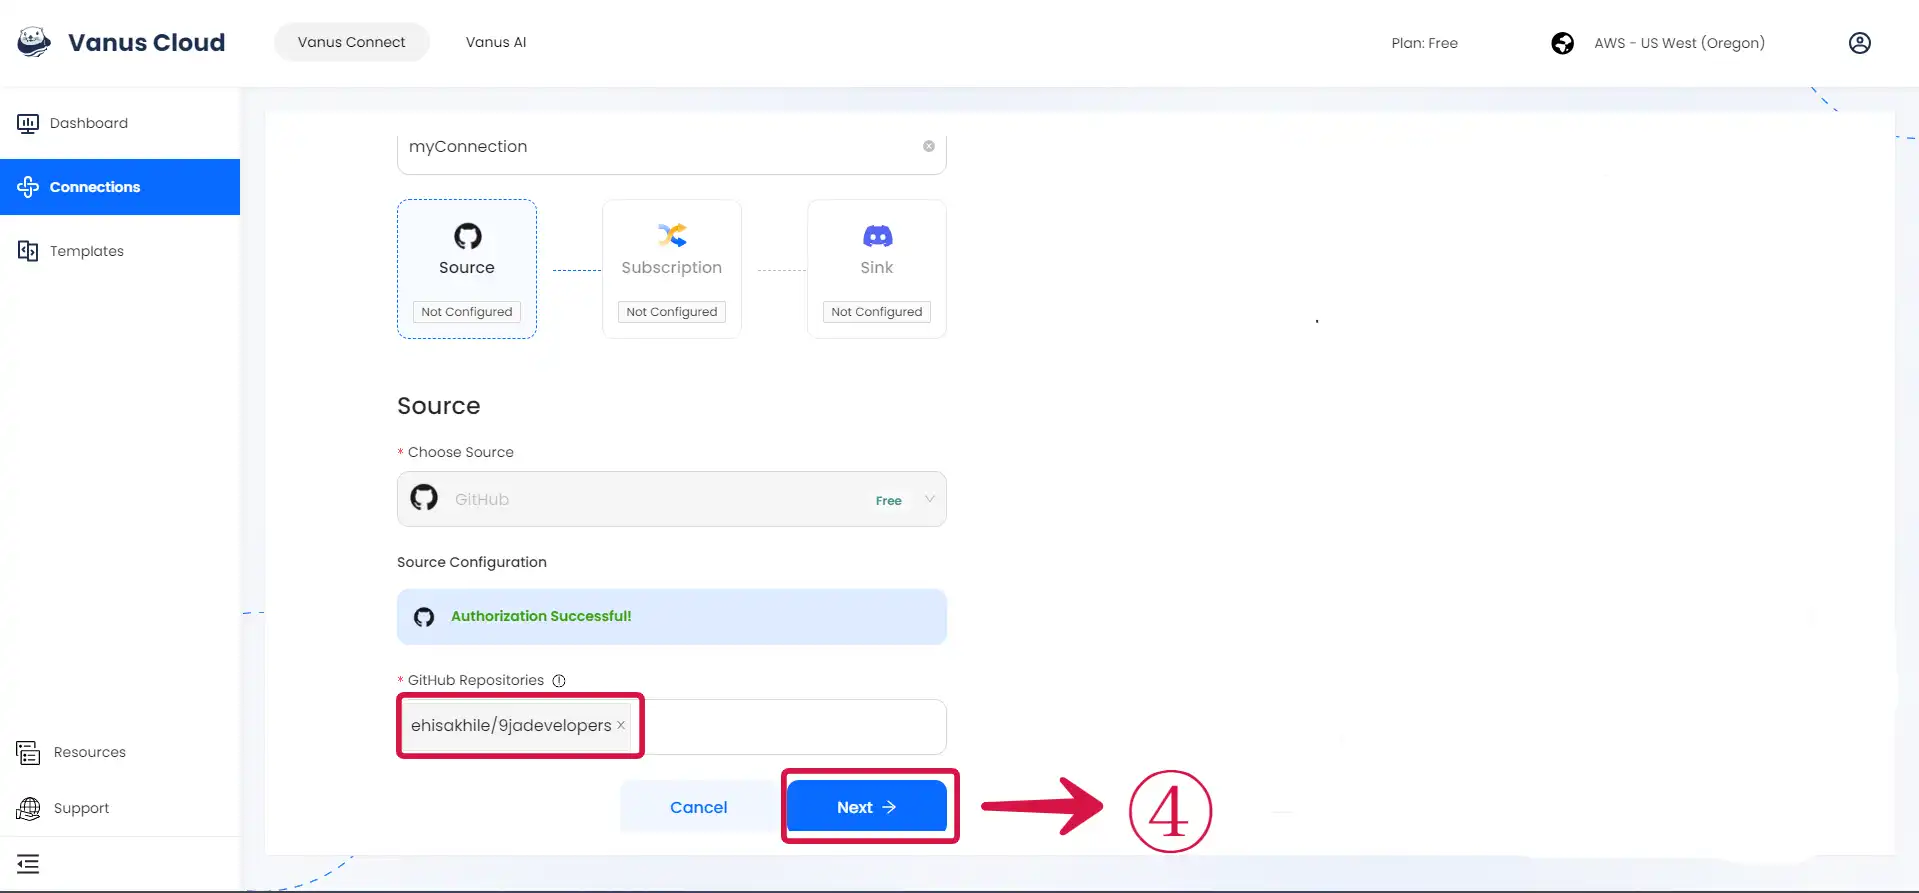 Vanus Cloud
Vanus Connect
Vanus AI
Plan: Free
AWS - US West (Oregon)
Dashboard
Connections
Templates
Resources
Support
myConnection
Source
Not Configured
Subscription
Not Configured
Sink
Not Configured
Source
* Choose Source
GitHub
Free
Source Configuration
Authorization Successful!
* GitHub Repositories
ehisakhile/9jadevelopers ×
Cancel
Next →
④